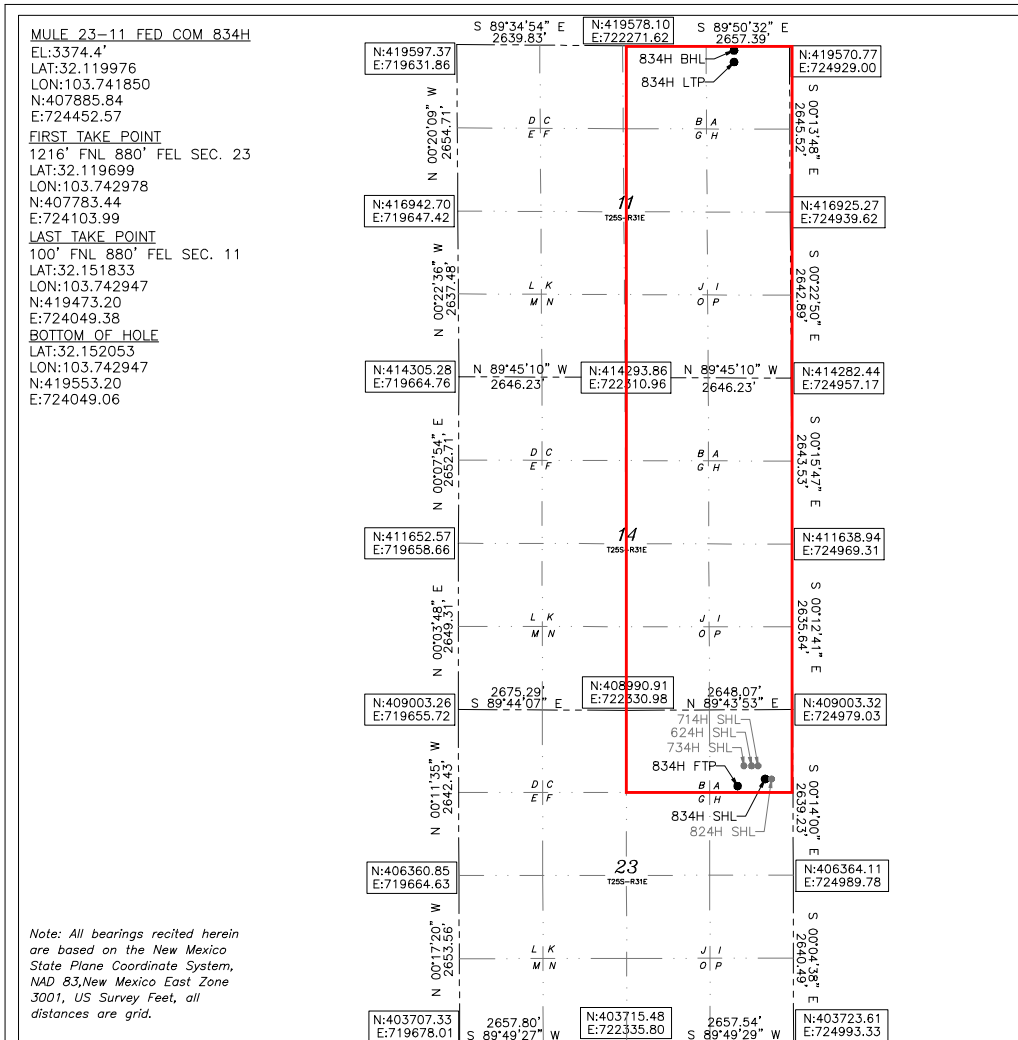 MULE 23-11 FED COM 834H
EL:3374.4'
LAT:32.119976
LON:103.741850
N:407885.84
E:724452.57
FIRST TAKE POINT
1216' FNL 880' FEL SEC. 23
LAT:32.119699
LON:103.742978
N:407783.44
E:724103.99
LAST TAKE POINT
100' FNL 880' FEL SEC. 11
LAT:32.151833
LON:103.742947
N:419473.20
E:724049.38
BOTTOM OF HOLE
LAT:32.152053
LON:103.742947
N:419553.20
E:724049.06
Note: All bearings recited herein
are based on the New Mexico
State Plane Coordinate System,
NAD 83,New Mexico East Zone
3001, US Survey Feet, all
distances are grid.
S 89°34'54" E
2639.83'
N:419578.10
E:722271.62
S 89°50'32" E
2657.39'
N:419597.37
E:719631.86
834H BHL
834H LTP
N:419570.77
E:724929.00
N 00°20'09" W
2654.71'
D C
E F
B A
G H
S 00°13'48" E
2645.52'
N:416942.70
E:719647.42
11
T25S-R31E
N:416925.27
E:724939.62
N 00°22'36" W
2637.48'
L K
M N
J I
O P
S 00°22'50" E
2642.89'
N:414305.28
E:719664.76
N 89°45'10" W
2646.23'
N:414293.86
E:722310.96
N 89°45'10" W
2646.23'
N:414282.44
E:724957.17
N 00°07'54" E
2652.71'
D C
E F
B A
G H
S 00°15'47" E
2643.53'
N:411652.57
E:719658.66
14
T25S-R31E
N:411638.94
E:724969.31
N 00°03'48" E
2649.31'
L K
M N
J I
O P
S 00°12'41" E
2635.64'
N:409003.26
E:719655.72
2675.29'
S 89°44'07" E
N:408990.91
E:722330.98
2648.07'
N 89°43'53" E
N:409003.32
E:724979.03
714H SHL
624H SHL
734H SHL
834H FTP
N 00°11'35" W
2642.43'
D C
E F
B A
G H
834H SHL
824H SHL
S 00°14'00" E
2639.23'
N:406360.85
E:719664.63
23
T25S-R31E
N:406364.11
E:724989.78
N 00°17'20" W
2653.56'
L K
M N
J I
O P
S 00°04'38" E
2640.49'
N:403707.33
E:719678.01
2657.80'
S 89°49'27" W
N:403715.48
E:722335.80
2657.54'
S 89°49'29" W
N:403723.61
E:724993.33